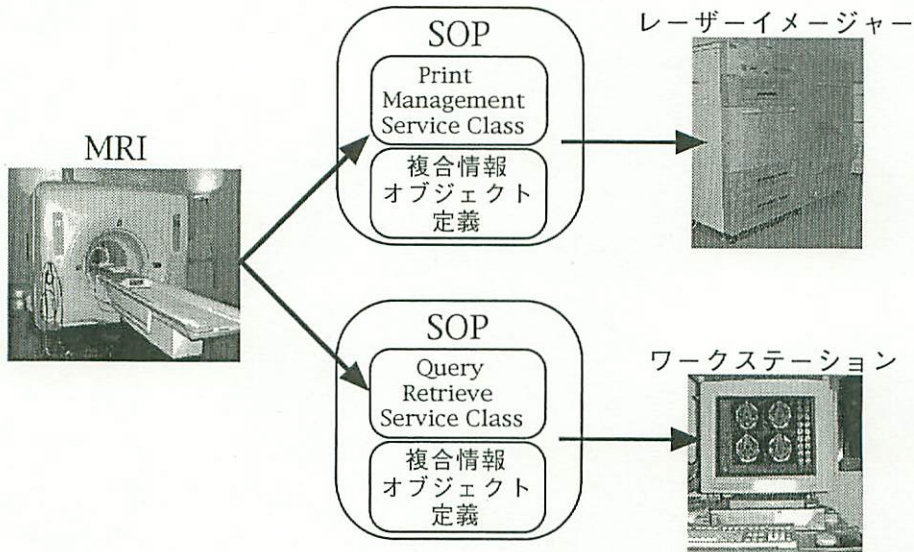 MRI
SOP
Print
Management
Service Class
複合情報
オブジェクト
定義
レーザーイメージャー
SOP
Query
Retrieve
Service Class
複合情報
オブジェクト
定義
ワークステーション